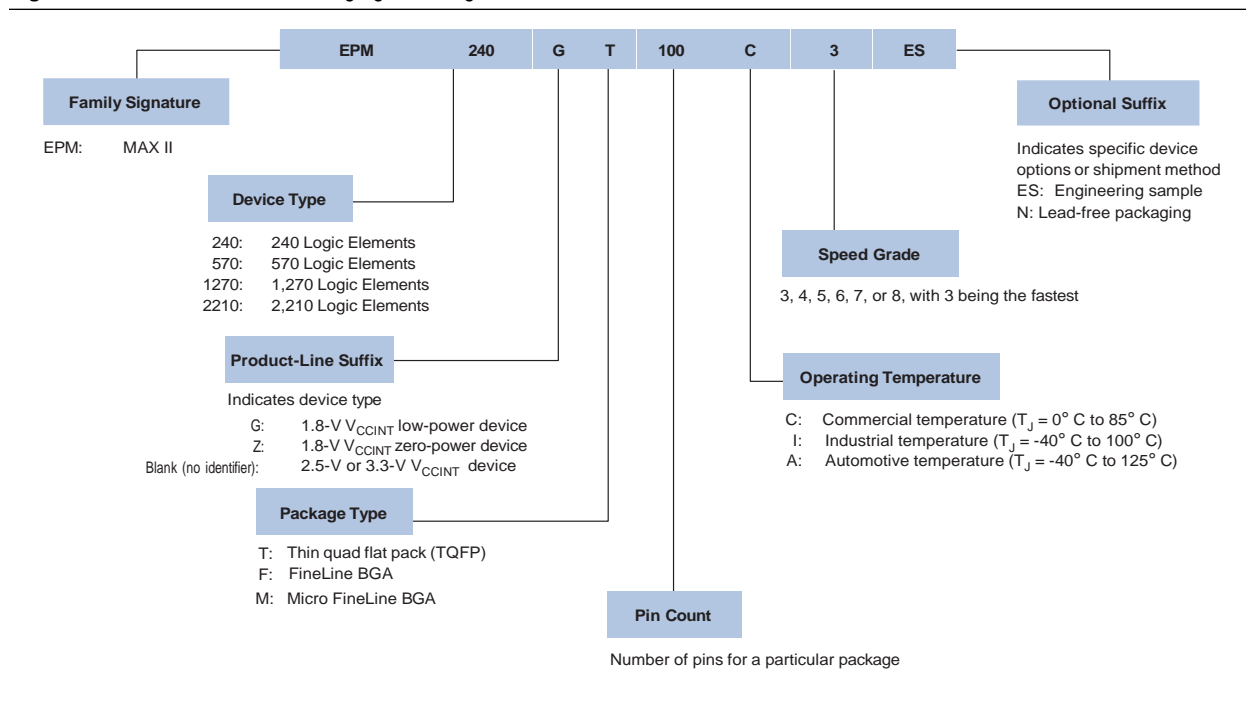 EPM 240 G T 100 C 3 ES
Family Signature
EPM: MAX II
Optional Suffix
Indicates specific device
options or shipment method
ES: Engineering sample
N: Lead-free packaging
Device Type
240: 240 Logic Elements
570: 570 Logic Elements
1270: 1,270 Logic Elements
2210: 2,210 Logic Elements
Speed Grade
3, 4, 5, 6, 7, or 8, with 3 being the fastest
Product-Line Suffix
Indicates device type
G: 1.8-V VCCINT low-power device
Z: 1.8-V VCCINT zero-power device
Blank (no identifier): 2.5-V or 3.3-V VCCINT device
Operating Temperature
C: Commercial temperature (TJ = 0° C to 85° C)
I: Industrial temperature (TJ = -40° C to 100° C)
A: Automotive temperature (TJ = -40° C to 125° C)
Package Type
T: Thin quad flat pack (TQFP)
F: FineLine BGA
M: Micro FineLine BGA
Pin Count
Number of pins for a particular package